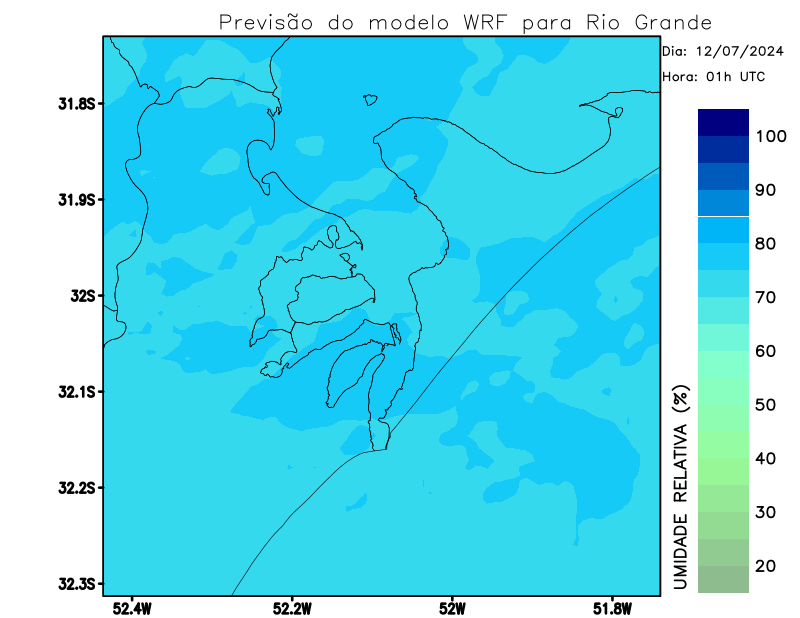 Previsão do modelo WRF para Rio Grande
Dia: 12/07/2024
Hora: 01h UTC
31.8S
31.9S
32S
32.1S
32.2S
32.3S
52.4W
52.2W
52W
51.8W
100
90
80
70
60
50
40
30
20
UMIDADE RELATIVA (%)